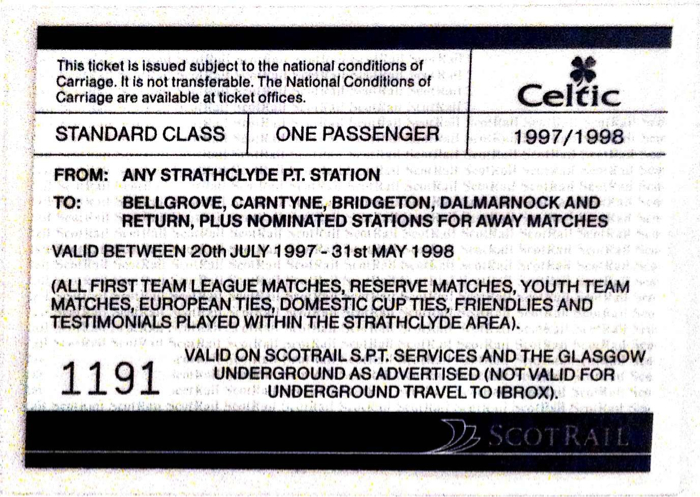 This ticket is issued subject to the national conditions of
Carriage. It is not transferable. The National Conditions of
Carriage are available at ticket offices.
Celtic
STANDARD CLASS
ONE PASSENGER
1997/1998
FROM: ANY STRATHCLYDE P.T. STATION
TO: BELLGROVE, CARNTYNE, BRIDGETON, DALMARNOCK AND
RETURN, PLUS NOMINATED STATIONS FOR AWAY MATCHES
VALID BETWEEN 20th JULY 1997 - 31st MAY 1998
(ALL FIRST TEAM LEAGUE MATCHES, RESERVE MATCHES, YOUTH TEAM
MATCHES, EUROPEAN TIES, DOMESTIC CUP TIES, FRIENDLIES AND
TESTIMONIALS PLAYED WITHIN THE STRATHCLYDE AREA).
1191
VALID ON SCOTRAIL S.P.T. SERVICES AND THE GLASGOW
UNDERGROUND AS ADVERTISED (NOT VALID FOR
UNDERGROUND TRAVEL TO IBROX).
SCOTRAIL